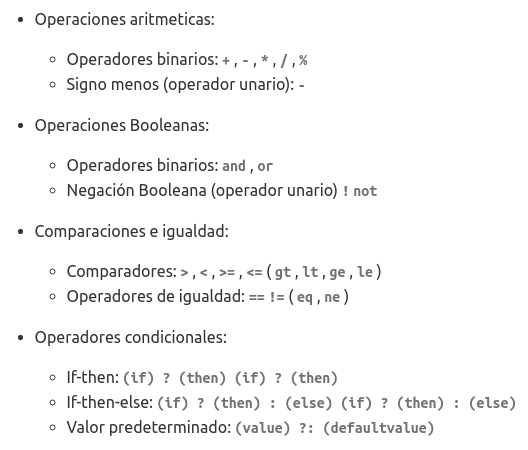 Operaciones aritmeticas:
Operadores binarios: + , - , * , / , %
Signo menos (operador unario): -
Operaciones Booleanas:
Operadores binarios: and , or
Negación Booleana (operador unario) ! not
Comparaciones e igualdad:
Comparadores: > , < , >= , <= ( gt , lt , ge , le )
Operadores de igualdad: == != ( eq , ne )
Operadores condicionales:
If-then: (if) ? (then) (if) ? (then)
If-then-else: (if) ? (then) : (else) (if) ? (then) : (else)
Valor predeterminado: (value) ?: (defaultvalue)